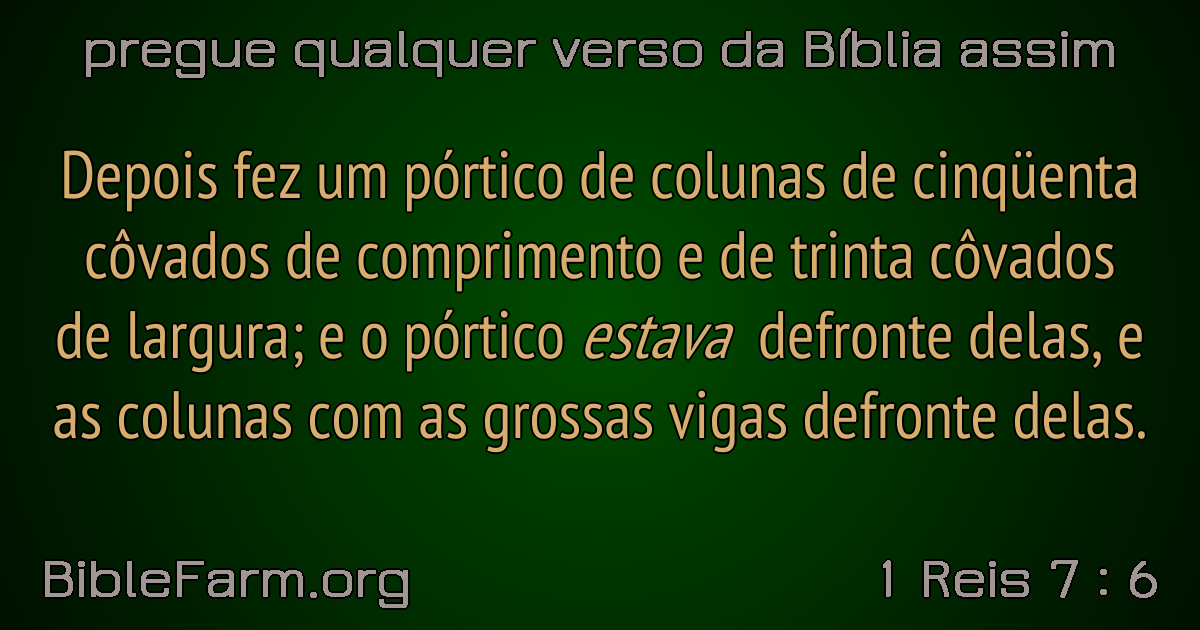 pregue qualquer verso da Bíblia assim
Depois fez um pórtico de colunas de cinqüenta
côvados de comprimento e de trinta côvados
de largura; e o pórtico estava defronte delas, e
as colunas com as grossas vigas defronte delas.
BibleFarm.org
1 Reis 7 : 6